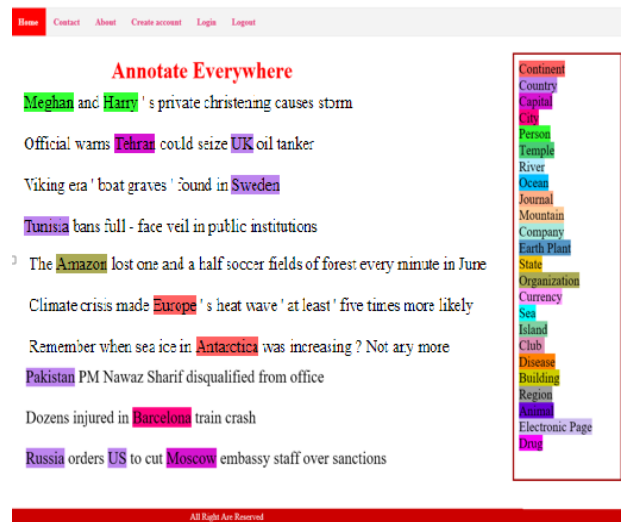 Home Contact About Create account Login Logout
Annotate Everywhere
Meghan and Harry ' s private christening causes storm
Official warns Tehran could seize UK oil tanker
Viking era ' boat graves ' found in Sweden
Tunisia bans full - face veil in public institutions
The Amazon lost one and a half soccer fields of forest every minute in June
Climate crisis made Europe ' s heat wave ' at least ' five times more likely
Remember when sea ice in Antarctica was increasing ? Not any more
Pakistan PM Nawaz Sharif disqualified from office
Dozens injured in Barcelona train crash
Russia orders US to cut Moscow embassy staff over sanctions
Continent
Country
Capital
City
Person
Temple
River
Ocean
Journal
Mountain
Company
Earth Plant
State
Organization
Currency
Sea
Island
Club
Disease
Building
Region
Animal
Electronic Page
Drug
All Right Are Reserved